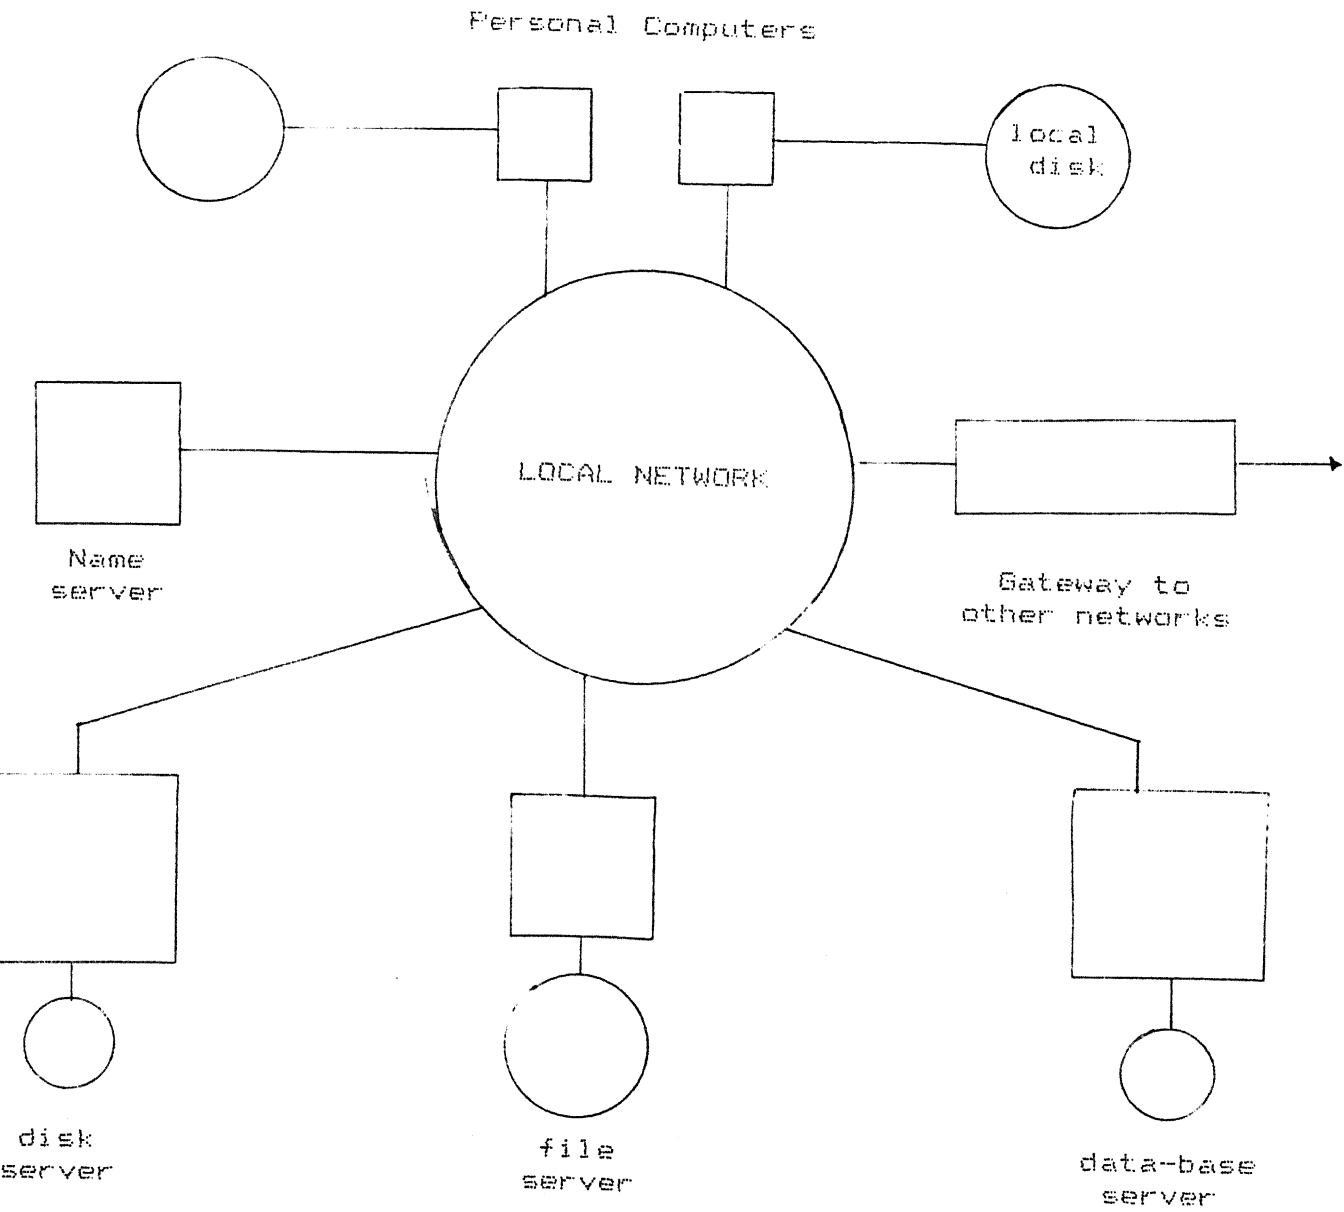 Personal Computers
local
disk
LOCAL NETWORK
Name
server
Gateway to
other networks
disk
server
file
server
data-base
server